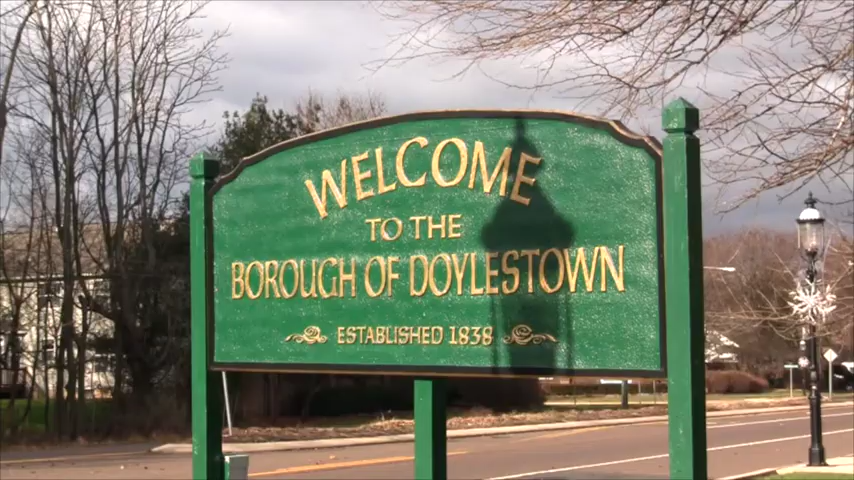 WELCOME
TO THE
BOROUGH OF DOYLESTOWN
ESTABLISHED 1838